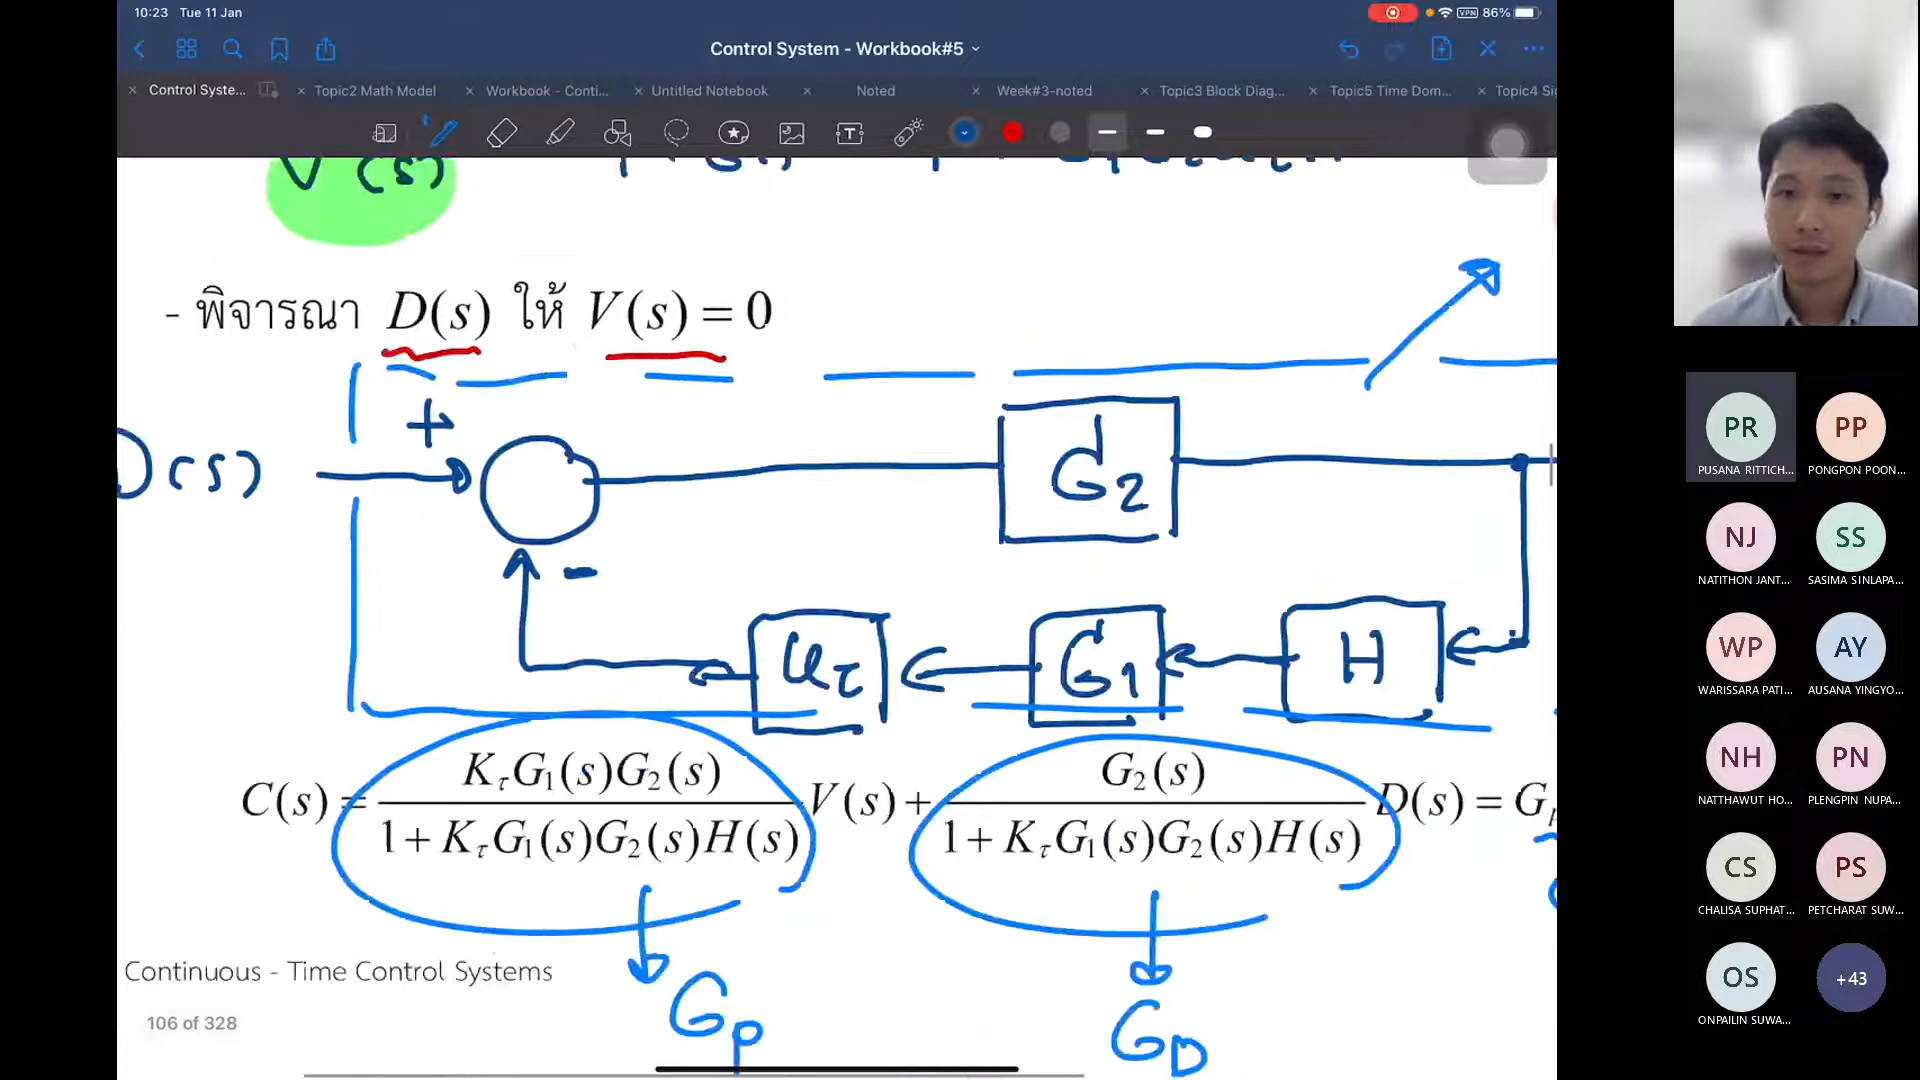 10:23 Tue 11 Jan
VPN 86%
Control System - Workbook#5
Control Syste...
Topic2 Math Model
Workbook - Conti...
Untitled Notebook
Noted
Week#3-noted
Topic3 Block Diag...
Topic5 Time Dom...
Topic4 Si
V(s)
- พิจารณา D(s) ให้ V(s) = 0
+
D(s)
G2
-
Kτ
G1
H
C(s) = KτG1(s)G2(s) / 1 + KτG1(s)G2(s)H(s) V(s) + G2(s) / 1 + KτG1(s)G2(s)H(s) D(s) = Gp
Gp
GD
Continuous - Time Control Systems
106 of 328
PR
PUSANA RITTICH...
PP
PONGPON POON...
NJ
NATITHON JANT...
SS
SASIMA SINLAPA...
WP
WARISSARA PATI...
AY
AUSANA YINGYO...
NH
NATTHAWUT HO...
PN
PLENGPIN NUPA...
CS
CHALISA SUPHAT...
PS
PETCHARAT SUW...
OS
ONPAILIN SUWA...
+43